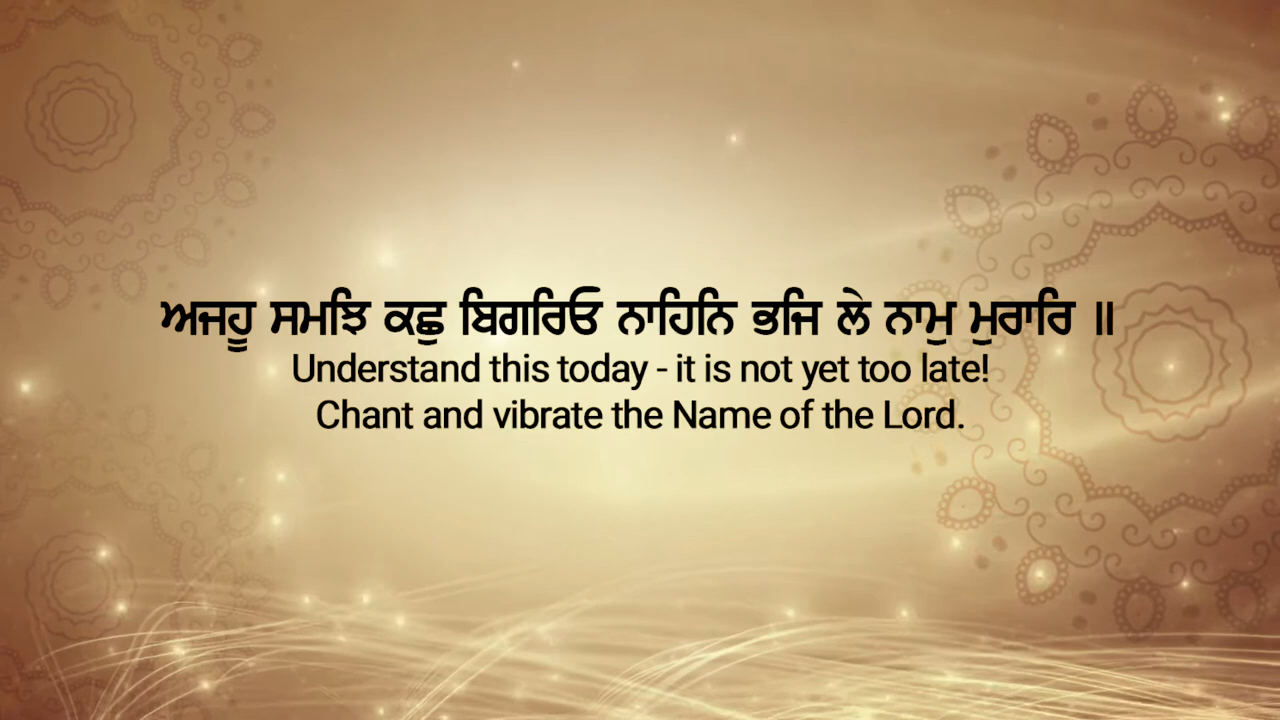 ਅਜਹੂ ਸਮਝਿ ਕਛੁ ਬਿਗਰਿਓ ਨਾਹਿਨਿ ਭਜਿ ਲੇ ਨਾਮੁ ਮੁਰਾਰਿ ॥
Understand this today - it is not yet too late!
Chant and vibrate the Name of the Lord.